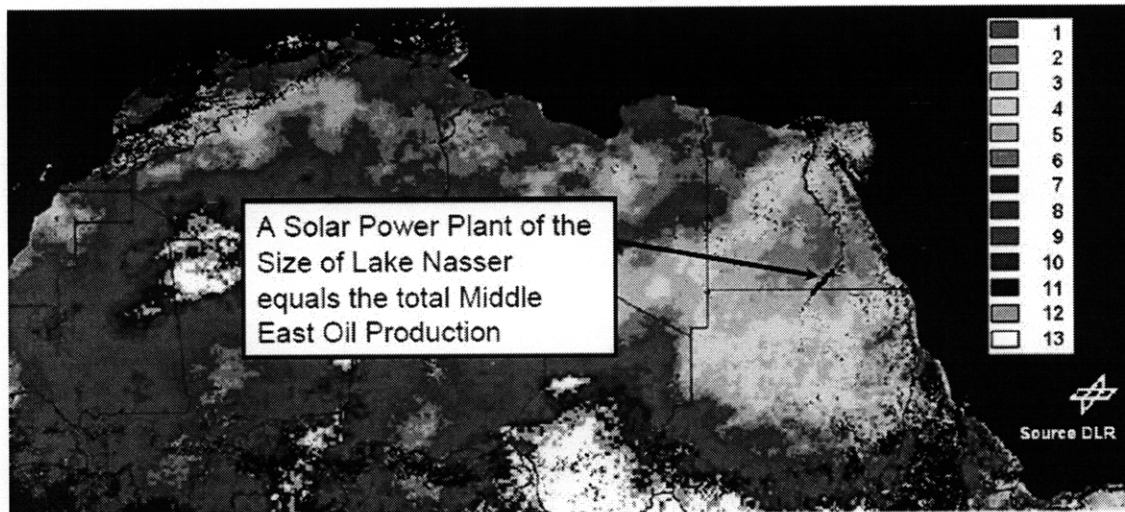 1
2
3
4
5
6
7
8
9
10
11
12
13
A Solar Power Plant of the
Size of Lake Nasser
equals the total Middle
East Oil Production
Source DLR